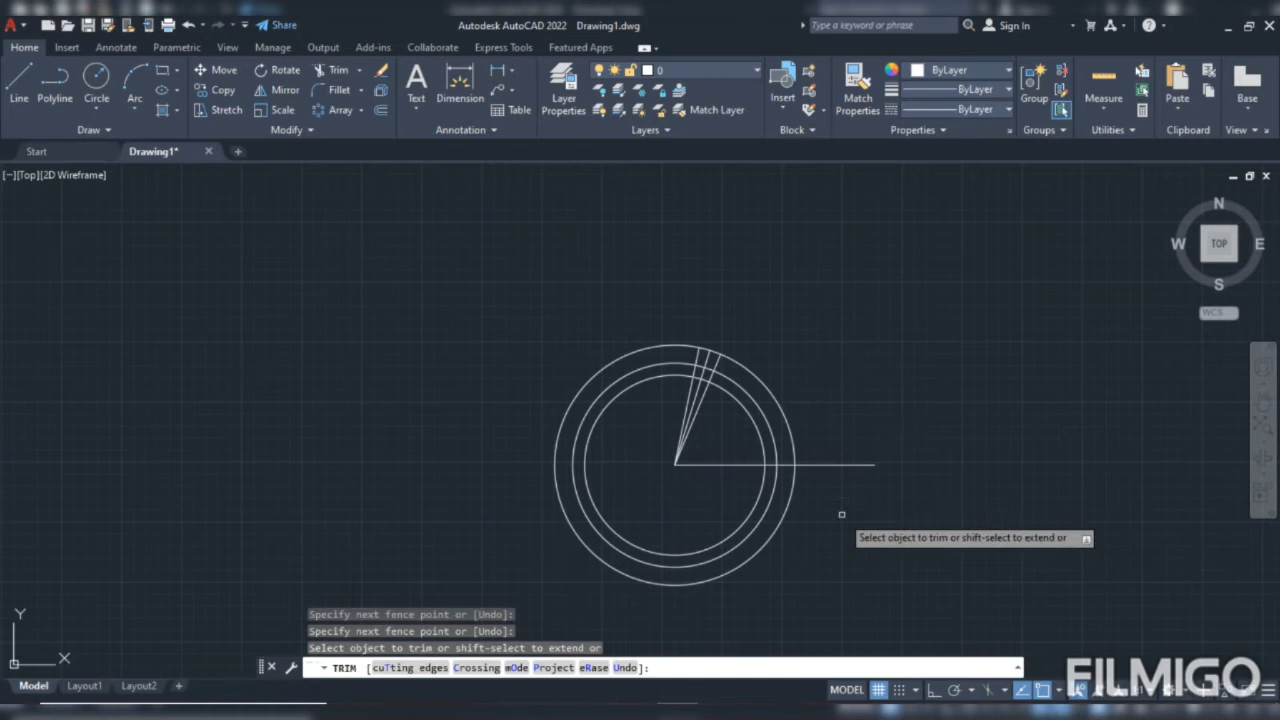 Share
Autodesk AutoCAD 2022 Drawing1.dwg
Type a keyword or phrase
Sign In
Home Insert Annotate Parametric View Manage Output Add-ins Collaborate Express Tools Featured Apps
Line Polyline Circle Arc
Move Rotate Trim
Copy Mirror Fillet
Stretch Scale Array
Text Dimension Table
Layer Properties
0
Match Layer
Insert
Match Properties
ByLayer
ByLayer
ByLayer
Group
Measure
Paste
Base
Draw Modify Annotation Layers Block Properties Groups Utilities Clipboard View
Start Drawing1*
[−][Top][2D Wireframe]
N
W TOP E
S
WCS
Select object to trim or shift-select to extend or
Y
X
Specify next fence point or [Undo]:
Specify next fence point or [Undo]:
Select object to trim or shift-select to extend or
TRIM [cuTting edges Crossing mOde Project eRase Undo]:
Model Layout1 Layout2
MODEL
FILMIGO